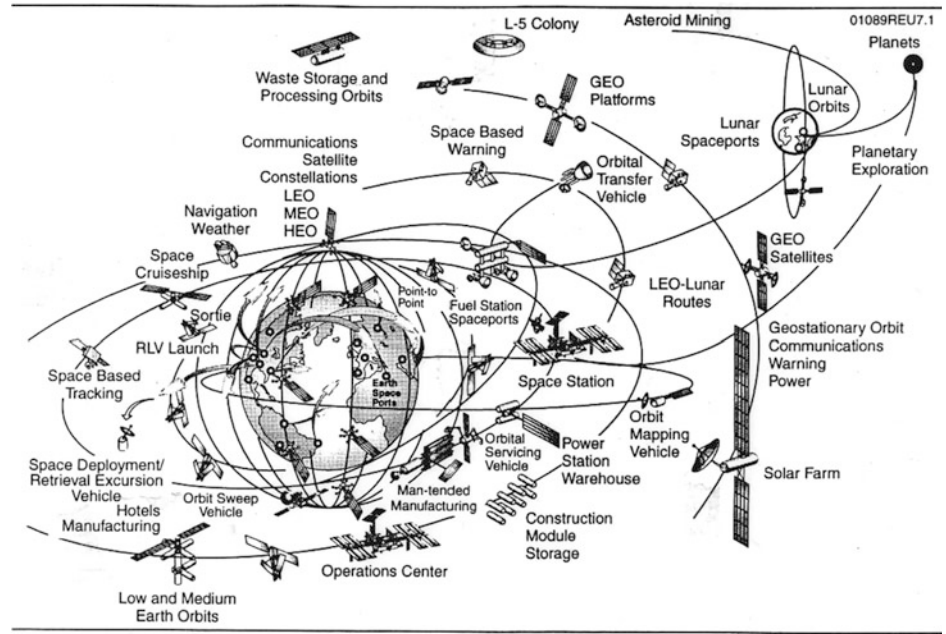 L-5 Colony
Asteroid Mining
01089REU7.1
Planets
Waste Storage and
Processing Orbits
GEO
Platforms
Lunar
Orbits
Lunar
Spaceports
Planetary
Exploration
Communications
Satellite
Constellations
LEO
MEO
HEO
Space Based
Warning
Orbital
Transfer
Vehicle
Navigation
Weather
Space
Cruiseship
Sortie
RLV Launch
Point-to
Point
Fuel Station
Spaceports
LEO-Lunar
Routes
GEO
Satellites
Geostationary Orbit
Communications
Warning
Power
Space Based
Tracking
Earth
Space
Ports
Space Station
Orbit
Mapping
Vehicle
Solar Farm
Space Deployment/
Retrieval Excursion
Vehicle
Hotels
Manufacturing
Orbit Sweep
Vehicle
Orbital
Servicing
Vehicle
Man-tended
Manufacturing
Power
Station
Warehouse
Construction
Module
Storage
Operations Center
Low and Medium
Earth Orbits